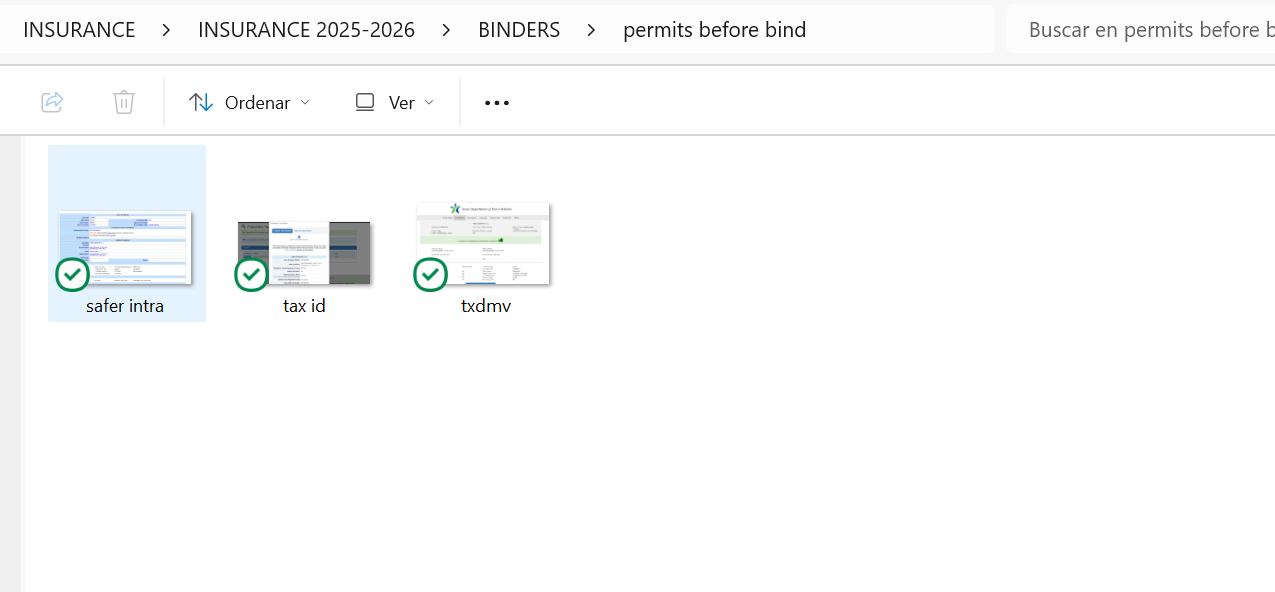 INSURANCE > INSURANCE 2025-2026 > BINDERS > permits before bind
Buscar en permits before b
Ordenar
Ver
safer intra
tax id
txdmv